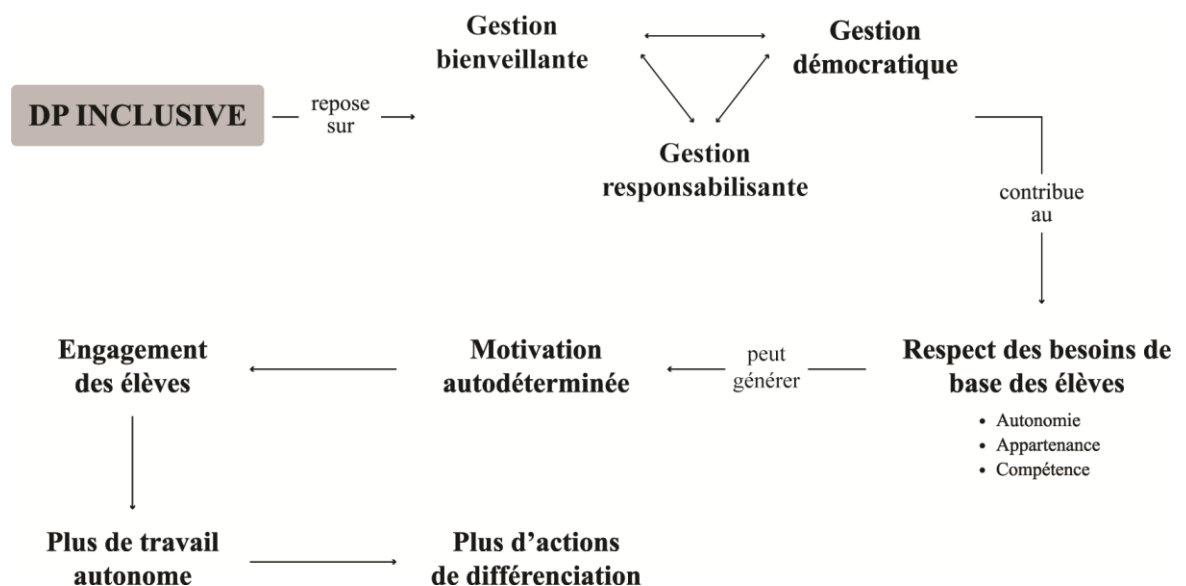 Gestion
bienveillante
Gestion
démocratique
DP INCLUSIVE
repose
sur
Gestion
responsabilisante
contribue
au
Engagement
des élèves
Motivation
autodéterminée
peut
générer
Respect des besoins de
base des élèves
• Autonomie
• Appartenance
• Compétence
Plus de travail
autonome
Plus d’actions
de différenciation